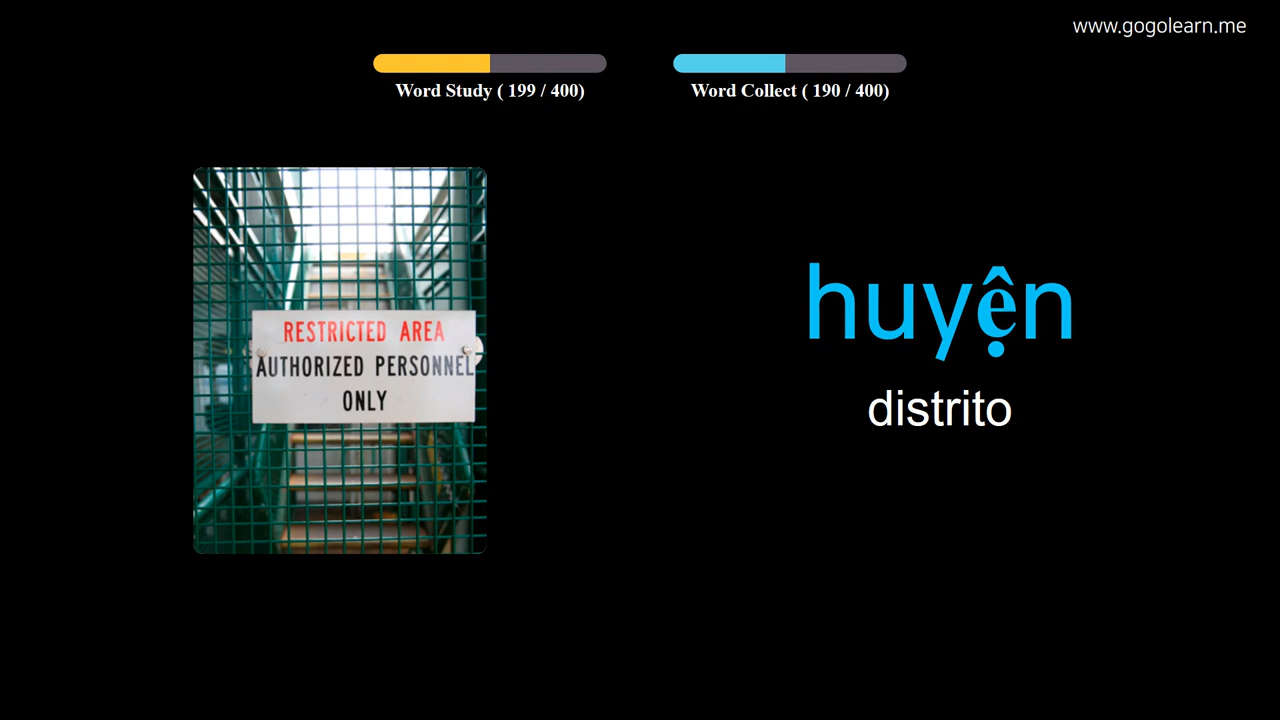 www.gogolearn.me
Word Study ( 199 / 400)
Word Collect ( 190 / 400)
RESTRICTED AREA
AUTHORIZED PERSONNEL
ONLY
huyện
distrito